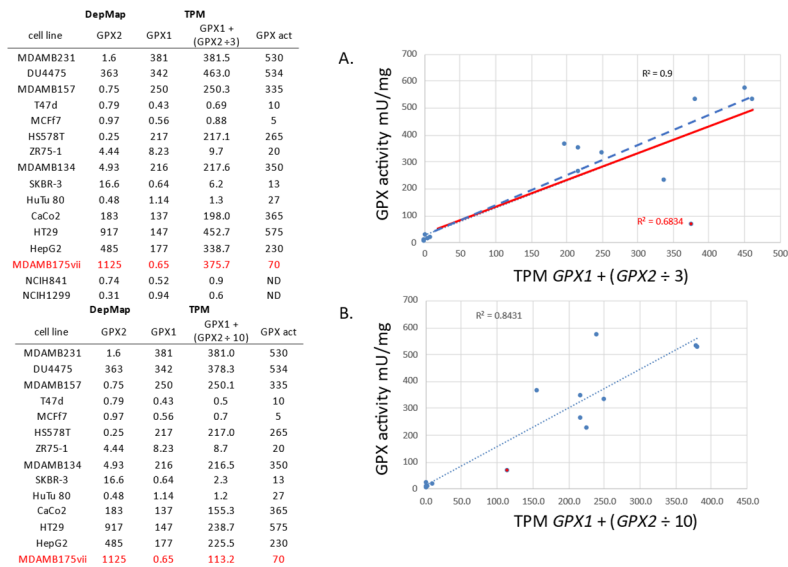 DepMap TPM
cell line GPX2 GPX1 GPX1 + (GPX2 ÷3) GPX act
MDAMB231 1.6 381 381.5 530
DU4475 363 342 463.0 534
MDAMB157 0.75 250 250.3 335
T47d 0.79 0.43 0.69 10
MCFf7 0.97 0.56 0.88 5
HS578T 0.25 217 217.1 265
ZR75-1 4.44 8.23 9.7 20
MDAMB134 4.93 216 217.6 350
SKBR-3 16.6 0.64 6.2 13
HuTu 80 0.48 1.14 1.3 27
CaCo2 183 137 198.0 365
HT29 917 147 452.7 575
HepG2 485 177 338.7 230
MDAMB175vii 1125 0.65 375.7 70
NCIH841 0.74 0.52 0.9 ND
NCIH1299 0.31 0.94 0.6 ND
A.
GPX activity mU/mg
700
600
500
400
300
200
100
0
R² = 0.9
R² = 0.6834
0 50 100 150 200 250 300 350 400 450 500
TPM GPX1 + (GPX2 ÷ 3)
DepMap TPM
cell line GPX2 GPX1 GPX1 + (GPX2÷ 10) GPX act
MDAMB231 1.6 381 381.0 530
DU4475 363 342 378.3 534
MDAMB157 0.75 250 250.1 335
T47d 0.79 0.43 0.5 10
MCFf7 0.97 0.56 0.7 5
HS578T 0.25 217 217.0 265
ZR75-1 4.44 8.23 8.7 20
MDAMB134 4.93 216 216.5 350
SKBR-3 16.6 0.64 2.3 13
HuTu 80 0.48 1.14 1.2 27
CaCo2 183 137 155.3 365
HT29 917 147 238.7 575
HepG2 485 177 225.5 230
MDAMB175vii 1125 0.65 113.2 70
B.
GPX activity mU/mg
700
600
500
400
300
200
100
0
R² = 0.8431
0.0 50.0 100.0 150.0 200.0 250.0 300.0 350.0 400.0 450.0
TPM GPX1 + (GPX2 ÷ 10)